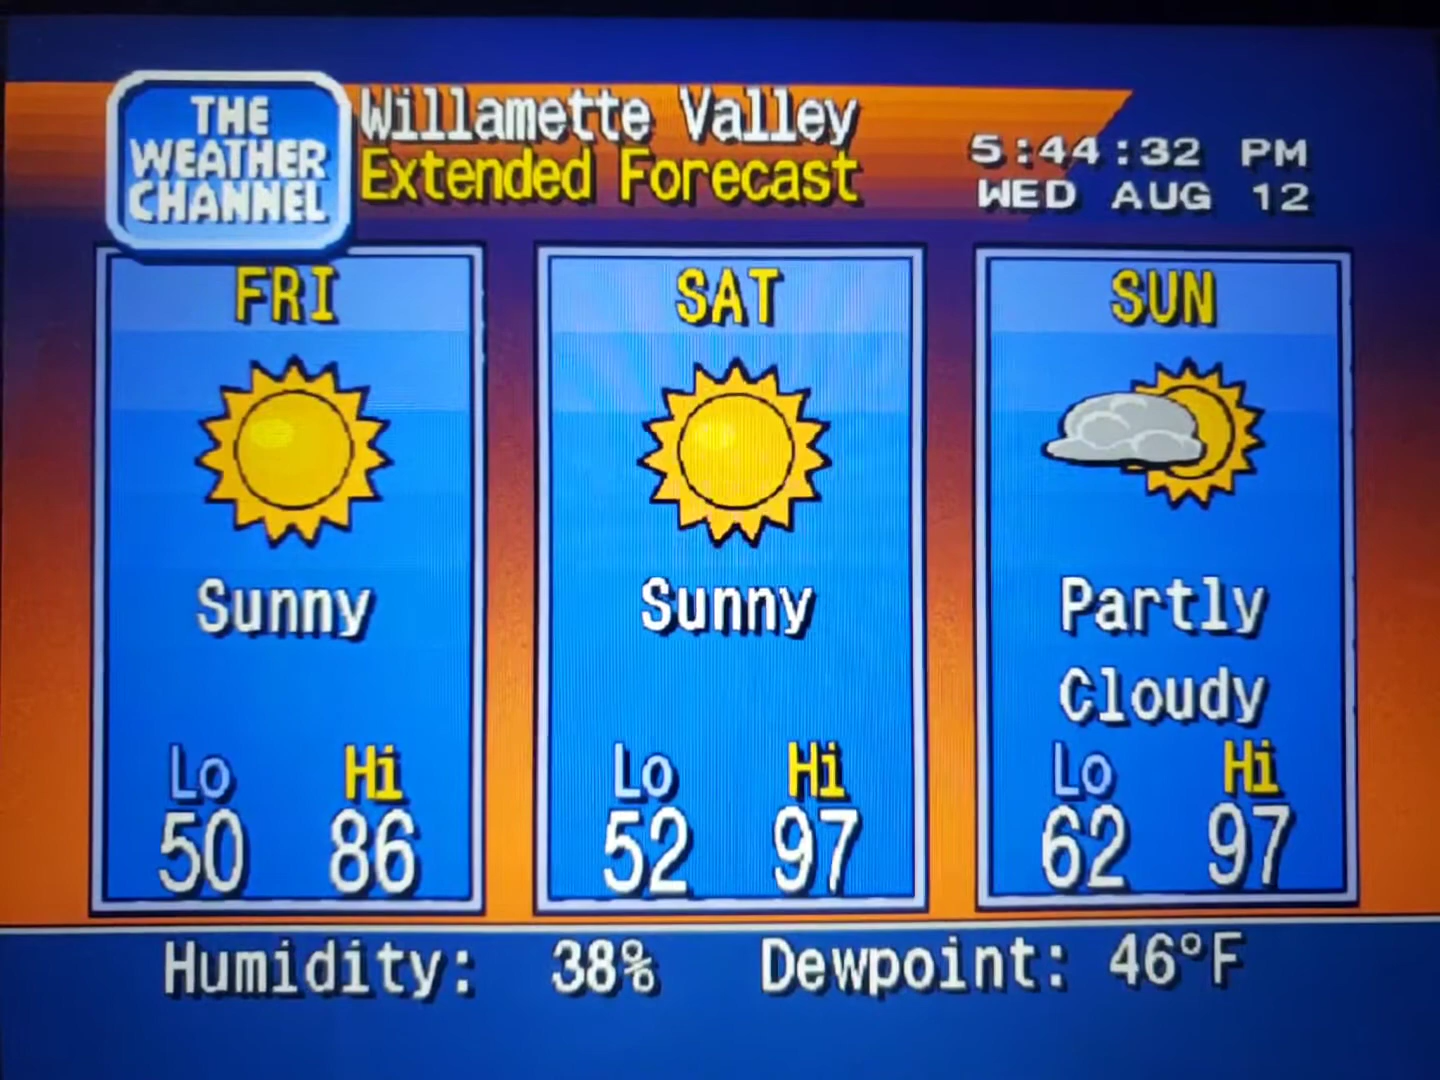 THE
WEATHER
CHANNEL
Willamette Valley
Extended Forecast
5:44:32 PM
WED AUG 12
FRI
Sunny
Lo Hi
50 86
SAT
Sunny
Lo Hi
52 97
SUN
Partly
Cloudy
Lo Hi
62 97
Humidity: 38% Dewpoint: 46°F